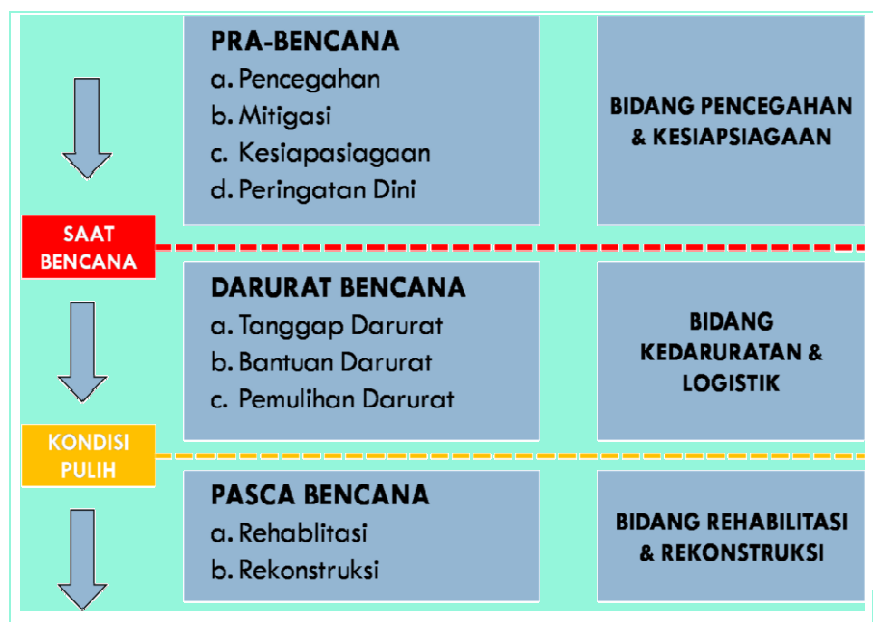 PRA-BENCANA
a. Pencegahan
b. Mitigasi
c. Kesiapasiagaan
d. Peringatan Dini
BIDANG PENCEGAHAN
& KESIAPSIAGAAN
SAAT
BENCANA
DARURAT BENCANA
a. Tanggap Darurat
b. Bantuan Darurat
c. Pemulihan Darurat
BIDANG
KEDARURATAN &
LOGISTIK
KONDISI
PULIH
PASCA BENCANA
a. Rehablitasi
b. Rekonstruksi
BIDANG REHABILITASI
& REKONSTRUKSI